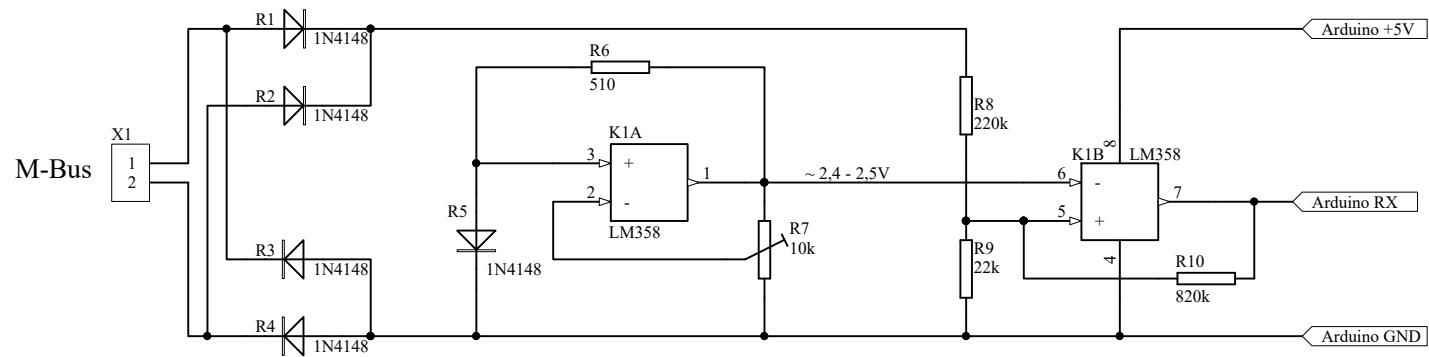 R1
1N4148
Arduino +5V
R6
510
R2
1N4148
R8
220k
X1
1
2
M-Bus
K1A
3
+
2
-
1
LM358
~ 2,4 - 2,5V
8
K1B
LM358
6
-
5
+
7
4
Arduino RX
R5
1N4148
R7
10k
R3
1N4148
R9
22k
R10
820k
R4
1N4148
Arduino GND